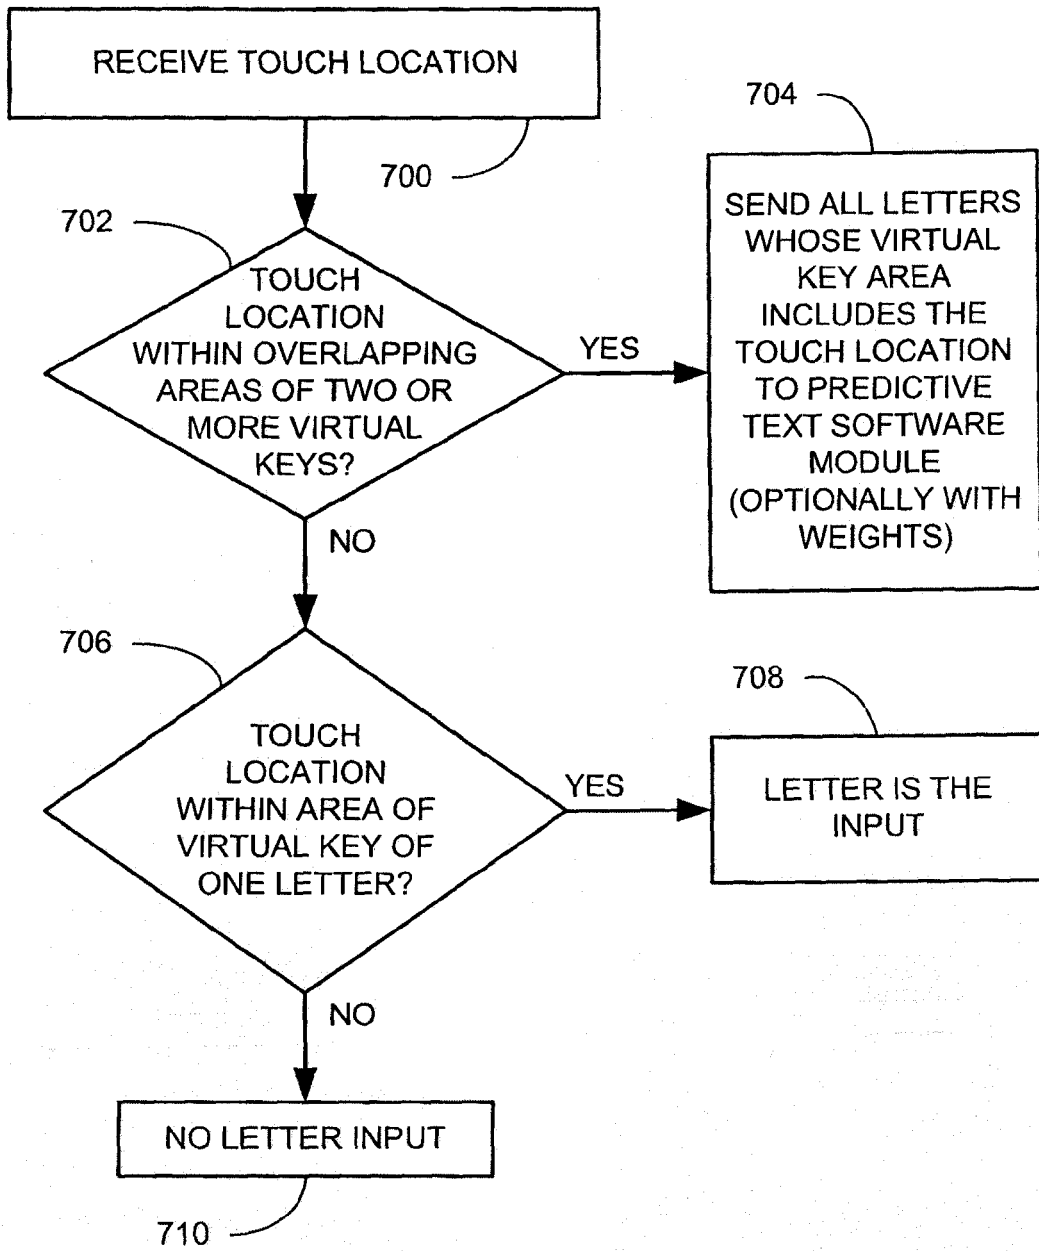 RECEIVE TOUCH LOCATION
700
702
TOUCH
LOCATION
WITHIN OVERLAPPING
AREAS OF TWO OR
MORE VIRTUAL
KEYS?
YES
704
SEND ALL LETTERS
WHOSE VIRTUAL
KEY AREA
INCLUDES THE
TOUCH LOCATION
TO PREDICTIVE
TEXT SOFTWARE
MODULE
(OPTIONALLY WITH
WEIGHTS)
NO
706
TOUCH
LOCATION
WITHIN AREA OF
VIRTUAL KEY OF
ONE LETTER?
YES
708
LETTER IS THE
INPUT
NO
NO LETTER INPUT
710